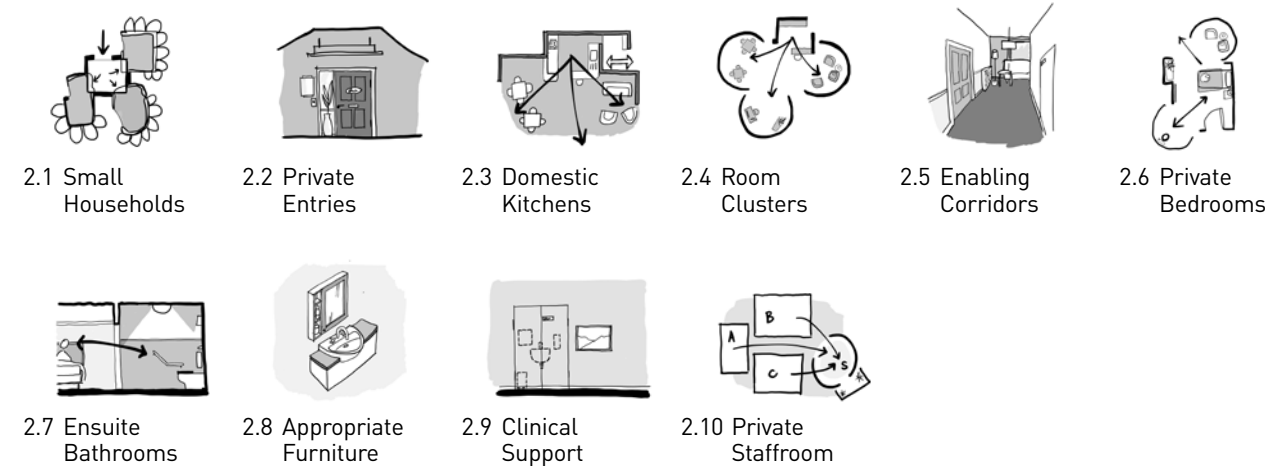 2.1 Small
Households
2.2 Private
Entries
2.3 Domestic
Kitchens
2.4 Room
Clusters
2.5 Enabling
Corridors
2.6 Private
Bedrooms
2.7 Ensuite
Bathrooms
2.8 Appropriate
Furniture
2.9 Clinical
Support
A
B
C
S
2.10 Private
Staffroom